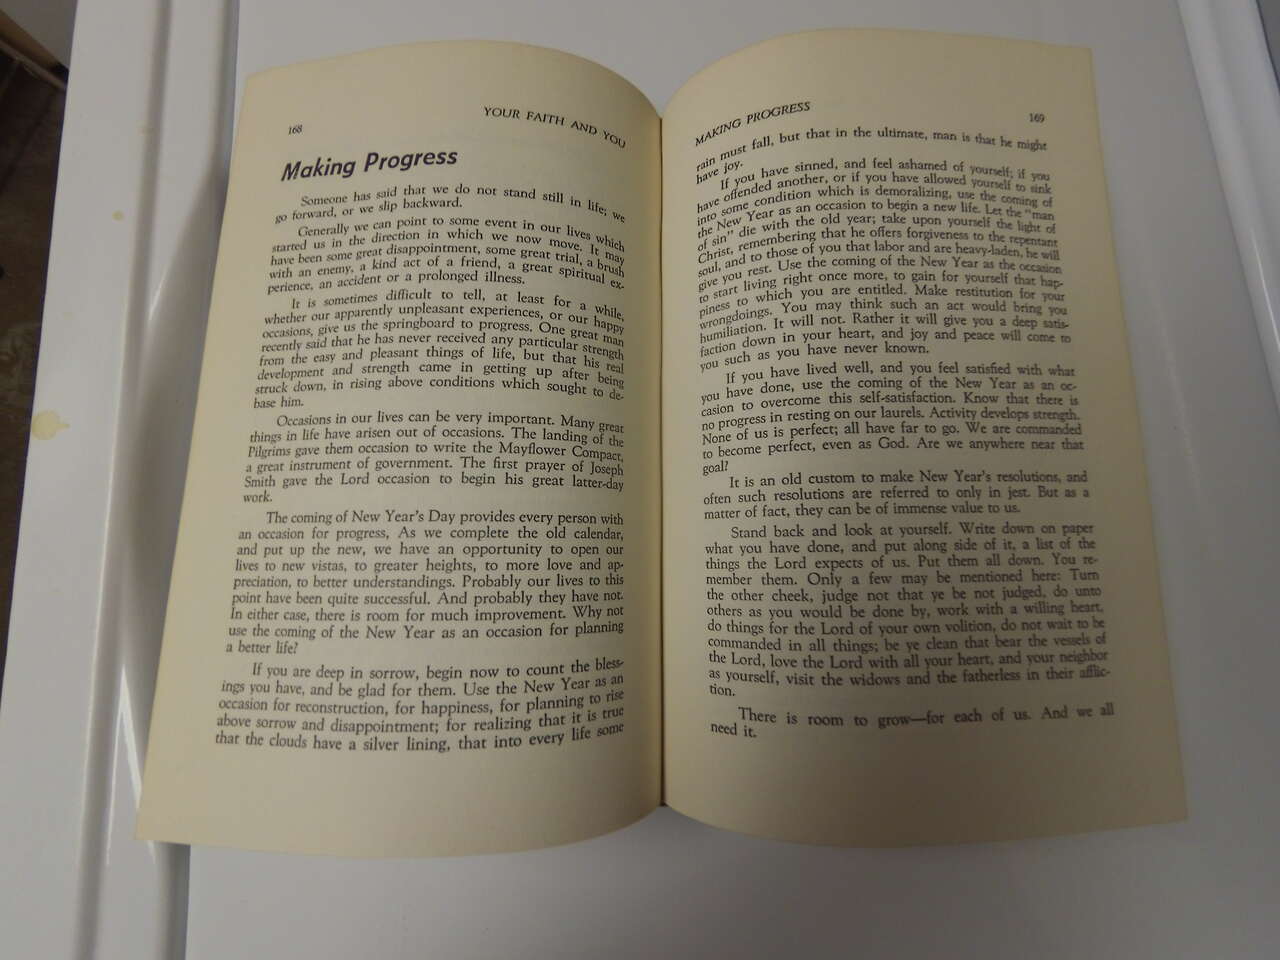 168
YOUR FAITH AND YOU
Making Progress
Someone has said that we do not stand still in life; we
go forward, or we slip backward.
Generally we can point to some event in our lives which
started us in the direction in which we now move. It may
have been some great disappointment, some great trial, a brush
with an enemy, a kind act of a friend, a great spiritual ex-
perience, an accident or a prolonged illness.
It is sometimes difficult to tell, at least for a while,
whether our apparently unpleasant experiences, or our happy
occasions, give us the springboard to progress. One great man
recently said that he has never received any particular strength
from the easy and pleasant things of life, but that his real
development and strength came in getting up after being
struck down, in rising above conditions which sought to de-
base him.
Occasions in our lives can be very important. Many great
things in life have arisen out of occasions. The landing of the
Pilgrims gave them occasion to write the Mayflower Compact,
a great instrument of government. The first prayer of Joseph
Smith gave the Lord occasion to begin his great latter-day
work.
The coming of New Year's Day provides every person with
an occasion for progress, As we complete the old calendar,
and put up the new, we have an opportunity to open our
lives to new vistas, to greater heights, to more love and ap-
preciation, to better understandings. Probably our lives to this
point have been quite successful. And probably they have not.
In either case, there is room for much improvement. Why not
use the coming of the New Year as an occasion for planning
a better life?
If you are deep in sorrow, begin now to count the bless-
ings you have, and be glad for them. Use the New Year as an
occasion for reconstruction, for happiness, for planning to rise
above sorrow and disappointment; for realizing that it is true
that the clouds have a silver lining, that into every life some
MAKING PROGRESS
169
rain must fall, but that in the ultimate, man is that he might
have joy.
If you have sinned, and feel ashamed of yourself; if you
have offended another, or if you have allowed yourself to sink
into some condition which is demoralizing, use the coming of
the New Year as an occasion to begin a new life. Let the "man
of sin" die with the old year; take upon yourself the light of
Christ, remembering that he offers forgiveness to the repentant
soul, and to those of you that labor and are heavy-laden, he will
give you rest. Use the coming of the New Year as the occasion
to start living right once more, to gain for yourself that hap-
piness to which you are entitled. Make restitution for your
wrongdoings. You may think such an act would bring you
humiliation. It will not. Rather it will give you a deep satis-
faction down in your heart, and joy and peace will come to
you such as you have never known.
If you have lived well, and you feel satisfied with what
you have done, use the coming of the New Year as an oc-
casion to overcome this self-satisfaction. Know that there is
no progress in resting on our laurels. Activity develops strength.
None of us is perfect; all have far to go. We are commanded
to become perfect, even as God. Are we anywhere near that
goal?
It is an old custom to make New Year's resolutions, and
often such resolutions are referred to only in jest. But as a
matter of fact, they can be of immense value to us.
Stand back and look at yourself. Write down on paper
what you have done, and put along side of it, a list of the
things the Lord expects of us. Put them all down. You re-
member them. Only a few may be mentioned here: Turn
the other cheek, judge not that ye be not judged, do unto
others as you would be done by, work with a willing heart,
do things for the Lord of your own volition, do not wait to be
commanded in all things; be ye clean that bear the vessels of
the Lord, love the Lord with all your heart, and your neighbor
as yourself, visit the widows and the fatherless in their afflic-
tion.
There is room to grow—for each of us. And we all
need it.